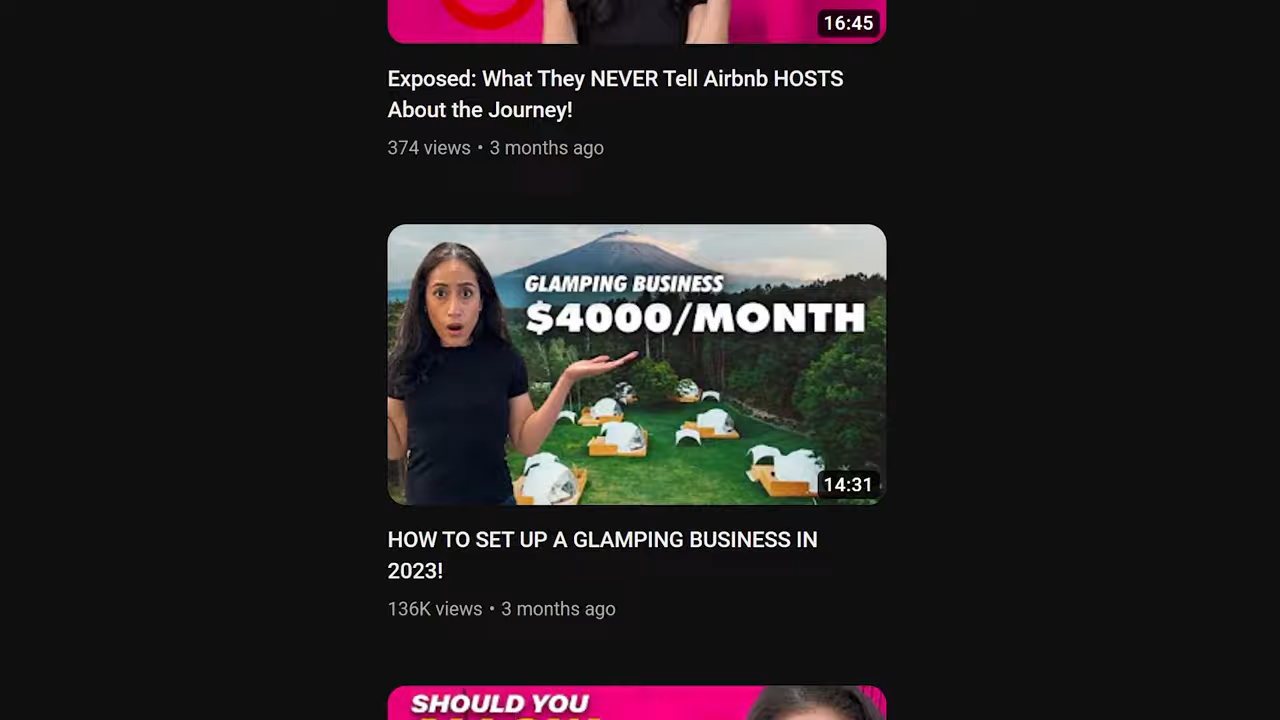 16:45
Exposed: What They NEVER Tell Airbnb HOSTS
About the Journey!
374 views • 3 months ago
GLAMPING BUSINESS
$4000/MONTH
14:31
HOW TO SET UP A GLAMPING BUSINESS IN
2023!
136K views • 3 months ago
SHOULD YOU